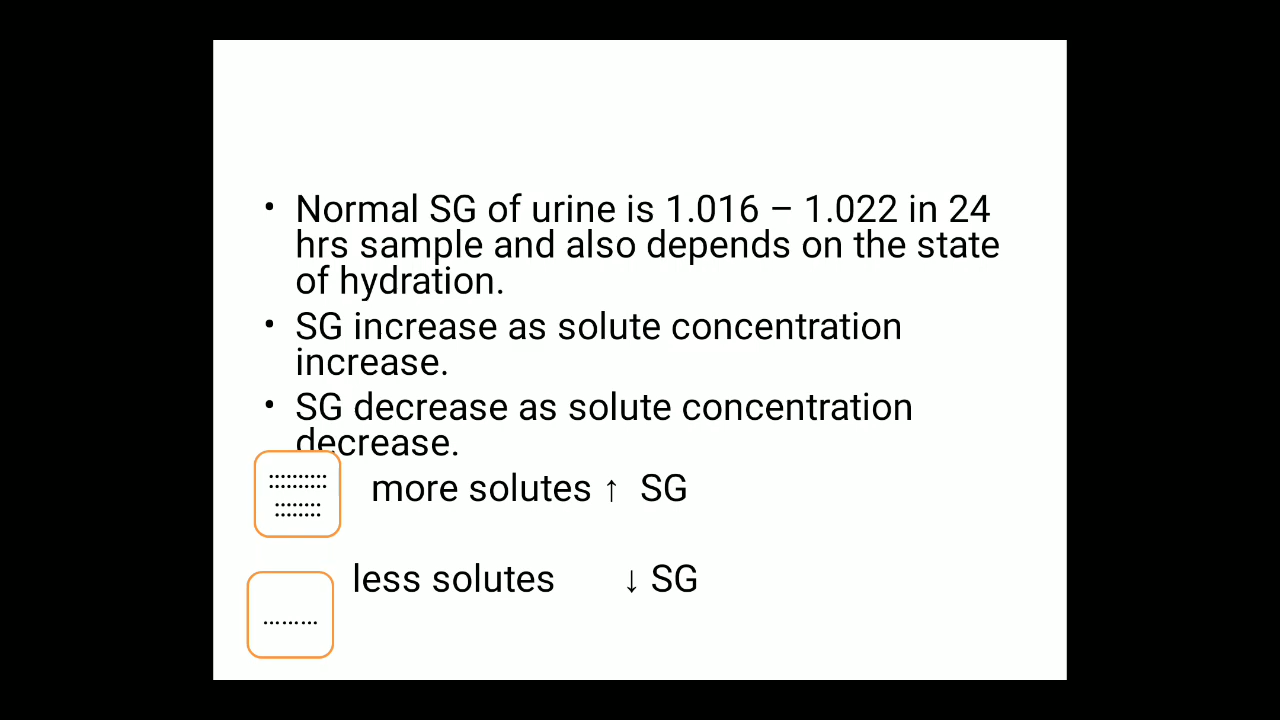 • Normal SG of urine is 1.016 – 1.022 in 24
hrs sample and also depends on the state
of hydration.
• SG increase as solute concentration
increase.
• SG decrease as solute concentration
decrease.
more solutes ↑ SG
less solutes ↓ SG